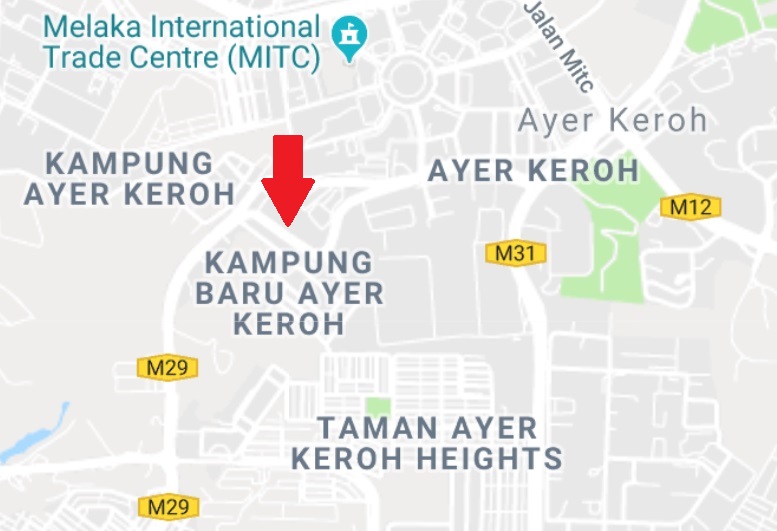 Melaka International
Trade Centre (MITC)
Jalan Mitc
Ayer Keroh
KAMPUNG
AYER KEROH
AYER KEROH
M12
M31
KAMPUNG
BARU AYER
KEROH
M29
TAMAN AYER
KEROH HEIGHTS
M29